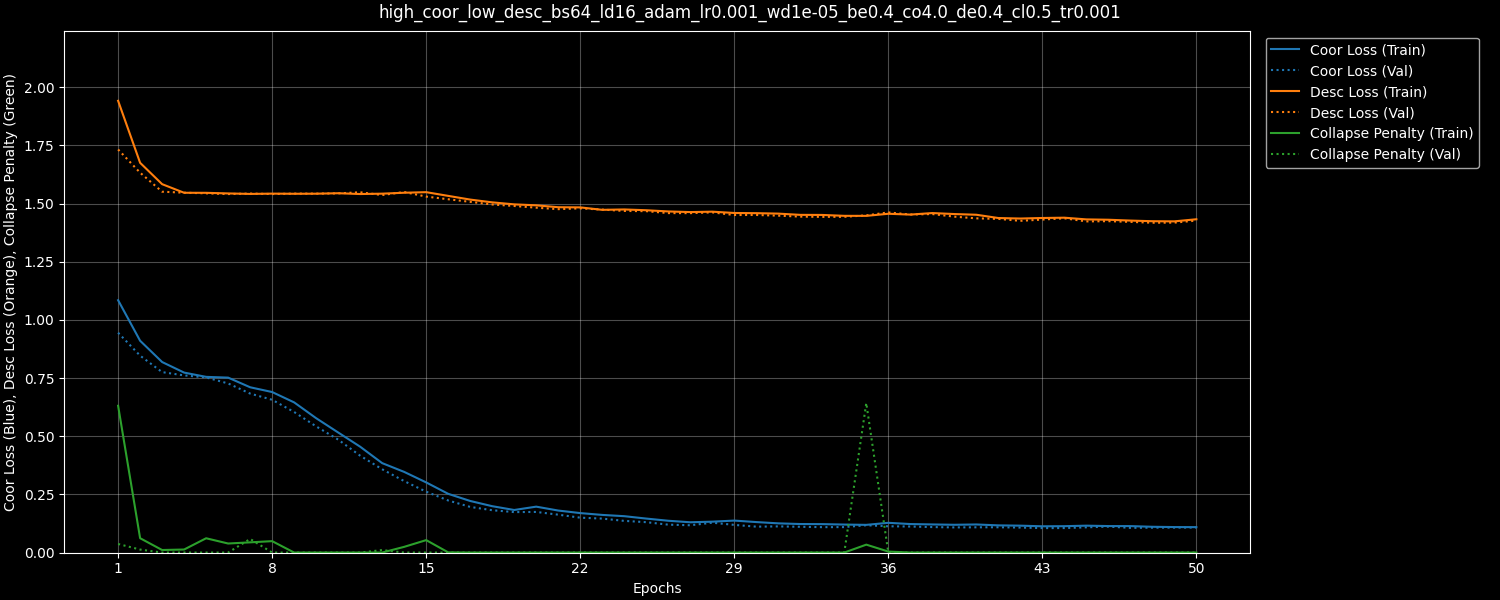 high_coor_low_desc_bs64_ld16_adam_lr0.001_wd1e-05_be0.4_co4.0_de0.4_cl0.5_tr0.001
Coor Loss (Blue), Desc Loss (Orange), Collapse Penalty (Green)
2.00
1.75
1.50
1.25
1.00
0.75
0.50
0.25
0.00
1 8 15 22 29 36 43 50
Epochs
Coor Loss (Train)
Coor Loss (Val)
Desc Loss (Train)
Desc Loss (Val)
Collapse Penalty (Train)
Collapse Penalty (Val)